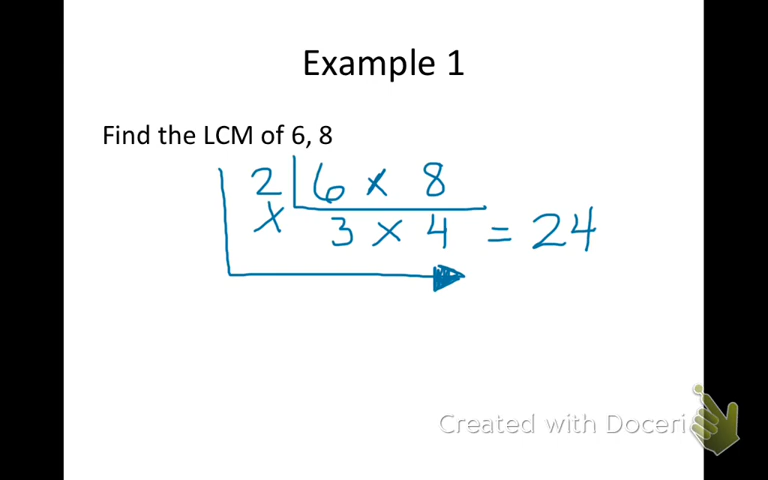 Example 1
Find the LCM of 6, 8
2 6 x 8
x 3 x 4 = 24
Created with Doceri